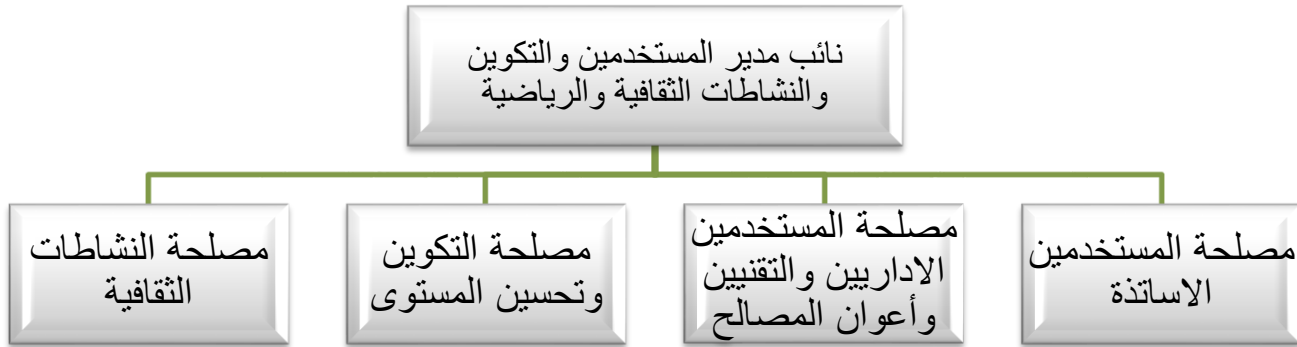 نائب مدير المستخدمين والتكوين
والنشاطات الثقافية والرياضية
مصلحة المستخدمين
الاساتذة
مصلحة المستخدمين
الاداريين والتقنيين
وأعوان المصالح
مصلحة التكوين
وتحسين المستوى
مصلحة النشاطات
الثقافية